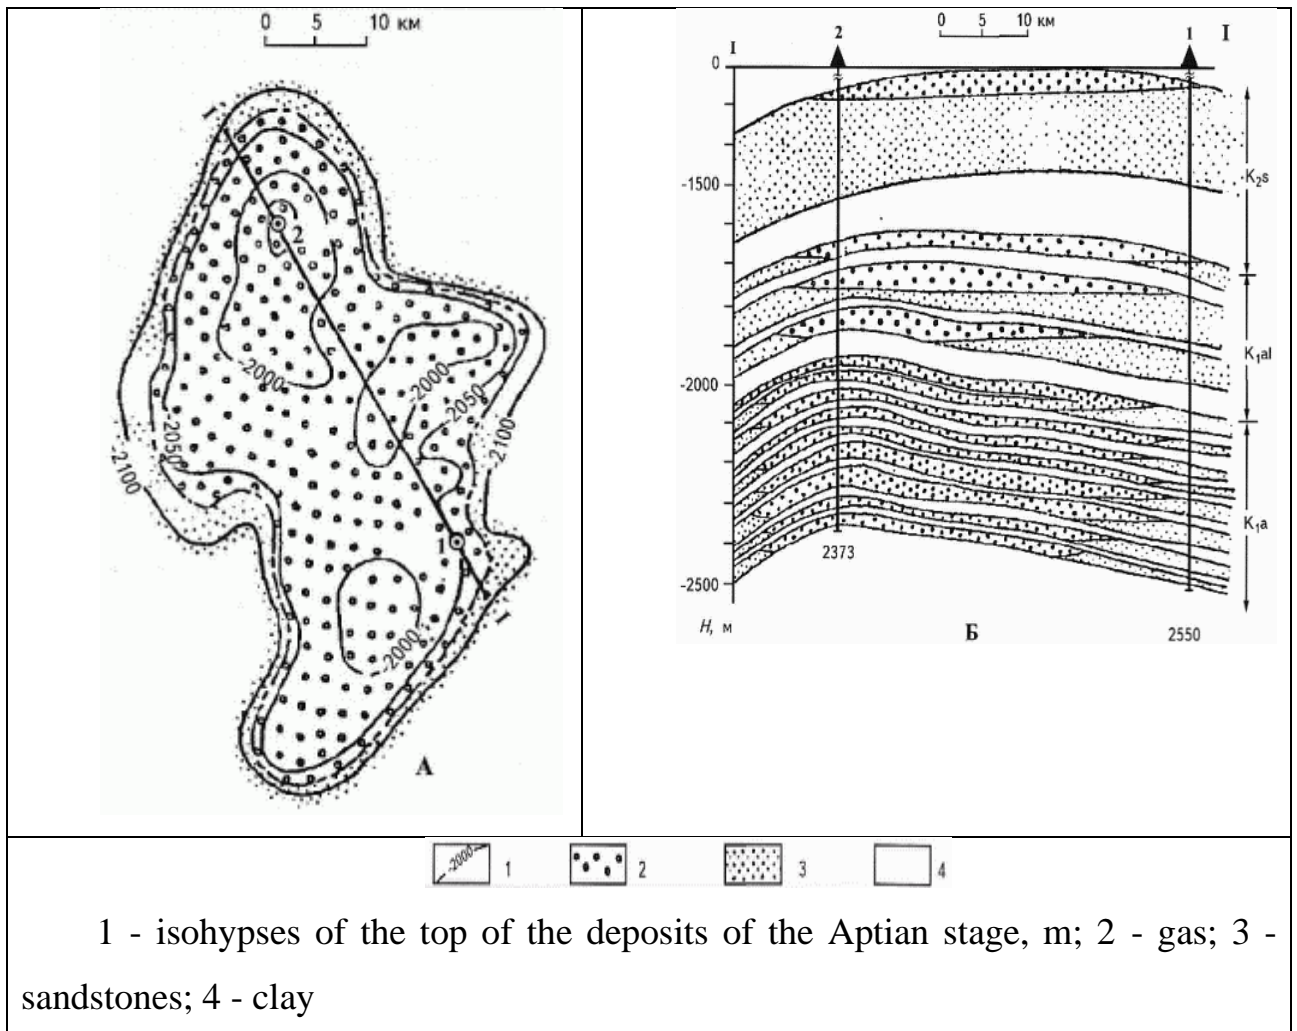 0 5 10 км
I
2
3
-2000
-2000
-2050
-2100
-2050
-2100
1
I
-2000
А
0 5 10 км
I 2 1 I
0
-1500
-2000
-2500
H, м
K₂s
K₁al
K₁a
2373
2550
Б
-2000 1 2 3 4
1 - isohypses of the top of the deposits of the Aptian stage, m; 2 - gas; 3 -
sandstones; 4 - clay